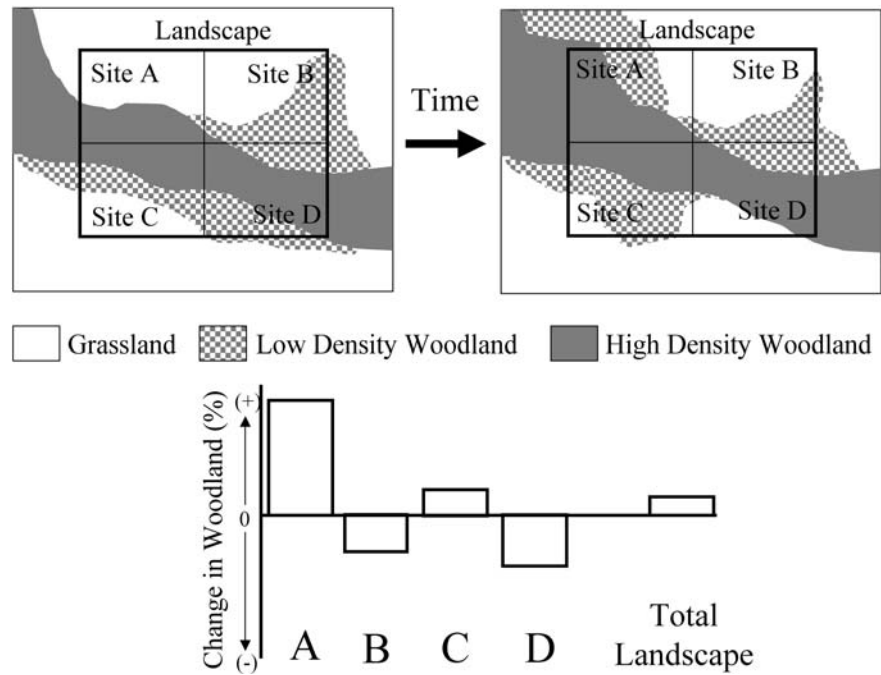 Landscape
Site A
Site B
Site C
Site D
Time
Landscape
Site A
Site B
Site C
Site D
Grassland
Low Density Woodland
High Density Woodland
Change in Woodland (%)
(+)
0
(-)
A
B
C
D
Total
Landscape